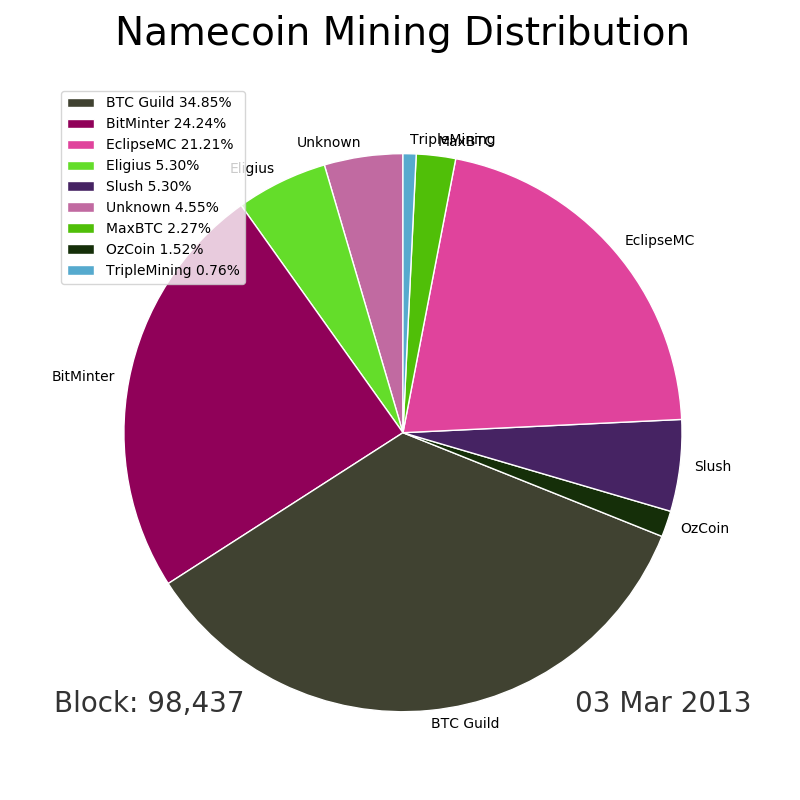 Namecoin Mining Distribution
BTC Guild 34.85%
BitMinter 24.24%
EclipseMC 21.21%
Eligius 5.30%
Slush 5.30%
Unknown 4.55%
MaxBTC 2.27%
OzCoin 1.52%
TripleMining 0.76%
TripleMining
MaxBTC
Unknown
Eligius
EclipseMC
BitMinter
Slush
OzCoin
BTC Guild
Block: 98,437
03 Mar 2013